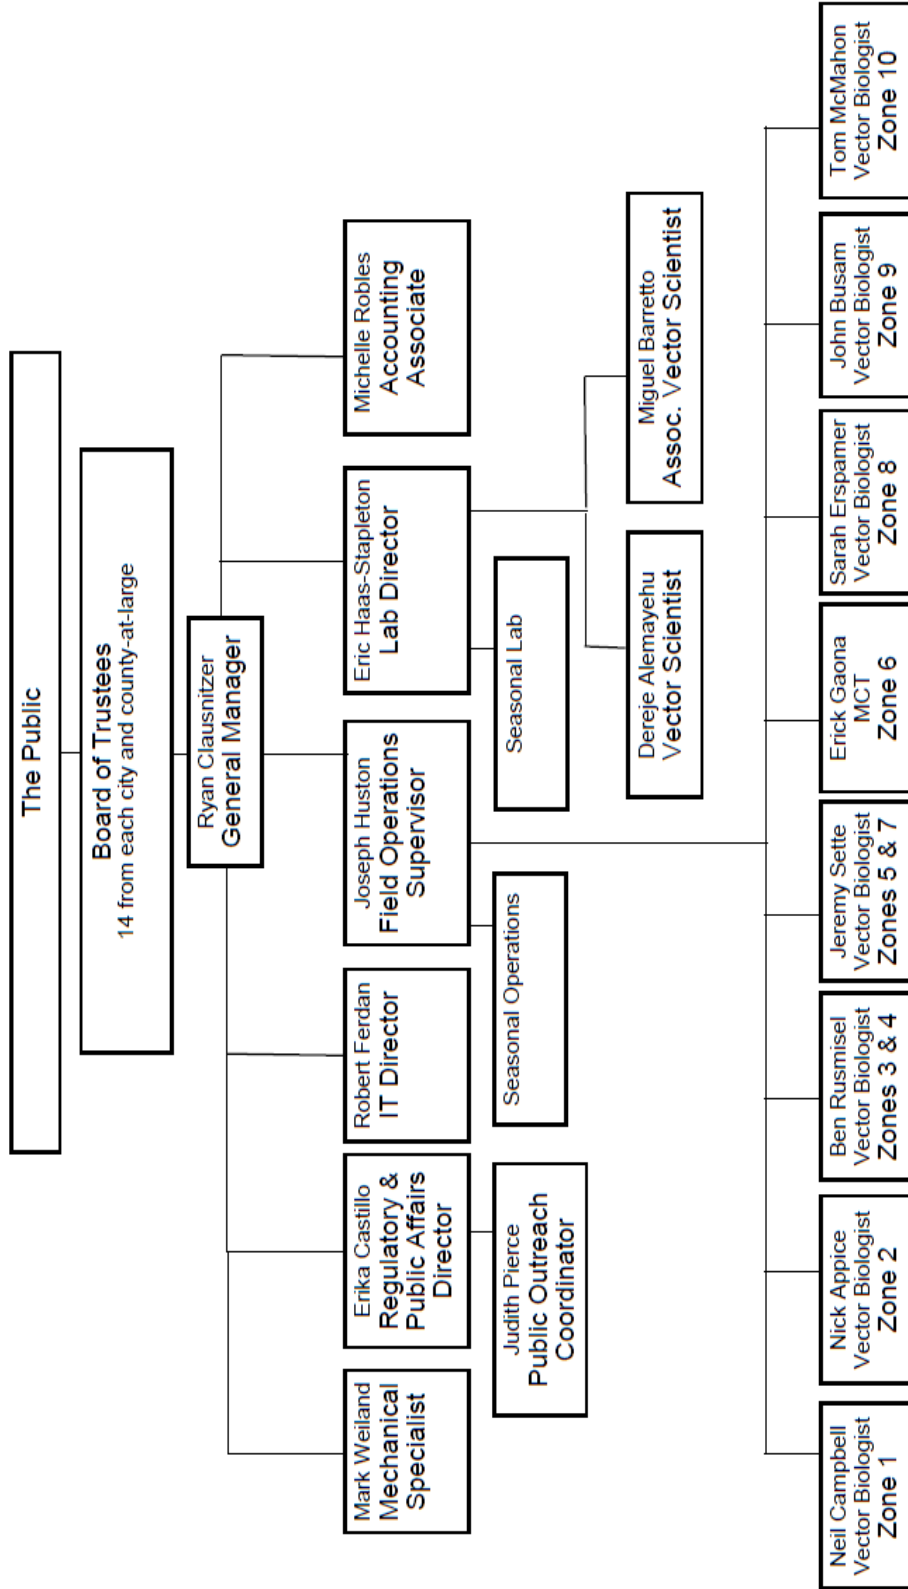 The Public
Board of Trustees
14 from each city and county-at-large
Ryan Clausnitzer
General Manager
Mark Weiland
Mechanical
Specialist
Erika Castillo
Regulatory &
Public Affairs
Director
Robert Ferdan
IT Director
Joseph Huston
Field Operations
Supervisor
Eric Haas-Stapleton
Lab Director
Michelle Robles
Accounting
Associate
Judith Pierce
Public Outreach
Coordinator
Seasonal Operations
Seasonal Lab
Dereje Alemayehu
Vector Scientist
Miguel Barretto
Assoc. Vector Scientist
Neil Campbell
Vector Biologist
Zone 1
Nick Appice
Vector Biologist
Zone 2
Ben Rusmisel
Vector Biologist
Zones 3 & 4
Jeremy Sette
Vector Biologist
Zones 5 & 7
Erick Gaona
MCT
Zone 6
Sarah Erspamer
Vector Biologist
Zone 8
John Busam
Vector Biologist
Zone 9
Tom McMahon
Vector Biologist
Zone 10